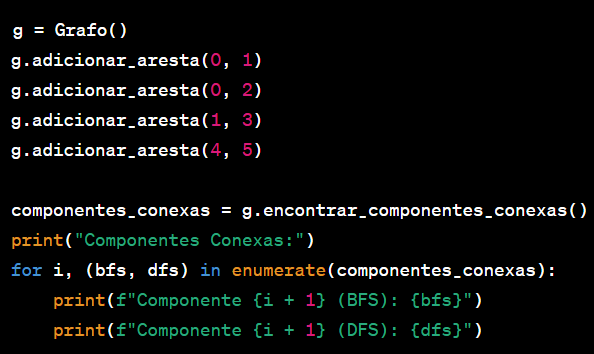 g = Grafo()
g.adicionar_aresta(0, 1)
g.adicionar_aresta(0, 2)
g.adicionar_aresta(1, 3)
g.adicionar_aresta(4, 5)

componentes_conexas = g.encontrar_componentes_conexas()
print("Componentes Conexas:")
for i, (bfs, dfs) in enumerate(componentes_conexas):
    print(f"Componente {i + 1} (BFS): {bfs}")
    print(f"Componente {i + 1} (DFS): {dfs}")